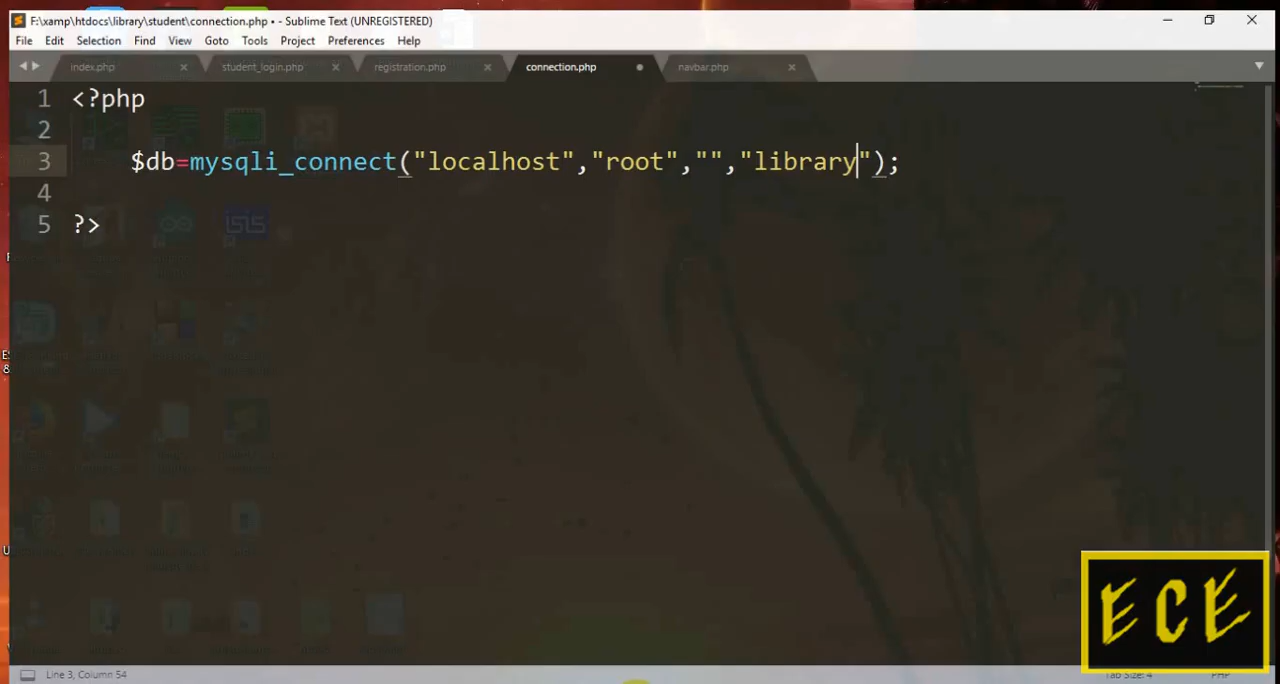 F:\xamp\htdocs\library\student\connection.php • - Sublime Text (UNREGISTERED)
File Edit Selection Find View Goto Tools Project Preferences Help
index.php student_login.php registration.php connection.php navbar.php
1 <?php
2
3 $db=mysqli_connect("localhost","root","","library");
4
5 ?>
ECE
Line 3, Column 54 Tab Size: 4 PHP